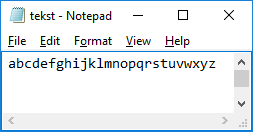 tekst - Notepad
File Edit Format View Help
abcdefghijklmnopqrstuvwxyz